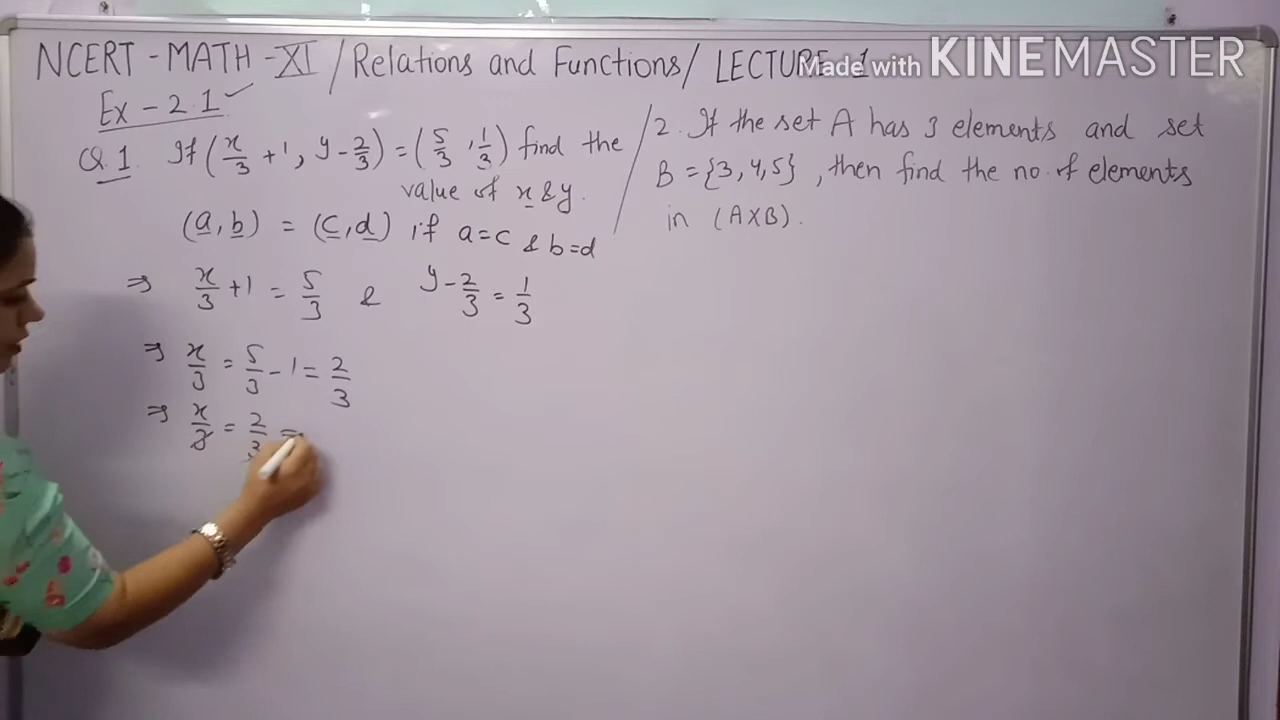 NCERT - MATH - XI / Relations and Functions / LECTURE 1
Made with KINEMASTER
Ex - 2.1 ✓
Q.1. If (x/3 + 1, y - 2/3) = (5/3, 1/3) find the
value of x & y.
(a, b) = (c, d) if a=c & b=d
⇒ x/3 + 1 = 5/3 & y - 2/3 = 1/3
⇒ x/3 = 5/3 - 1 = 2/3
⇒ x/3 = 2/3 =
2. If the set A has 3 elements and set
B = {3, 4, 5}, then find the no. of elements
in (A×B).